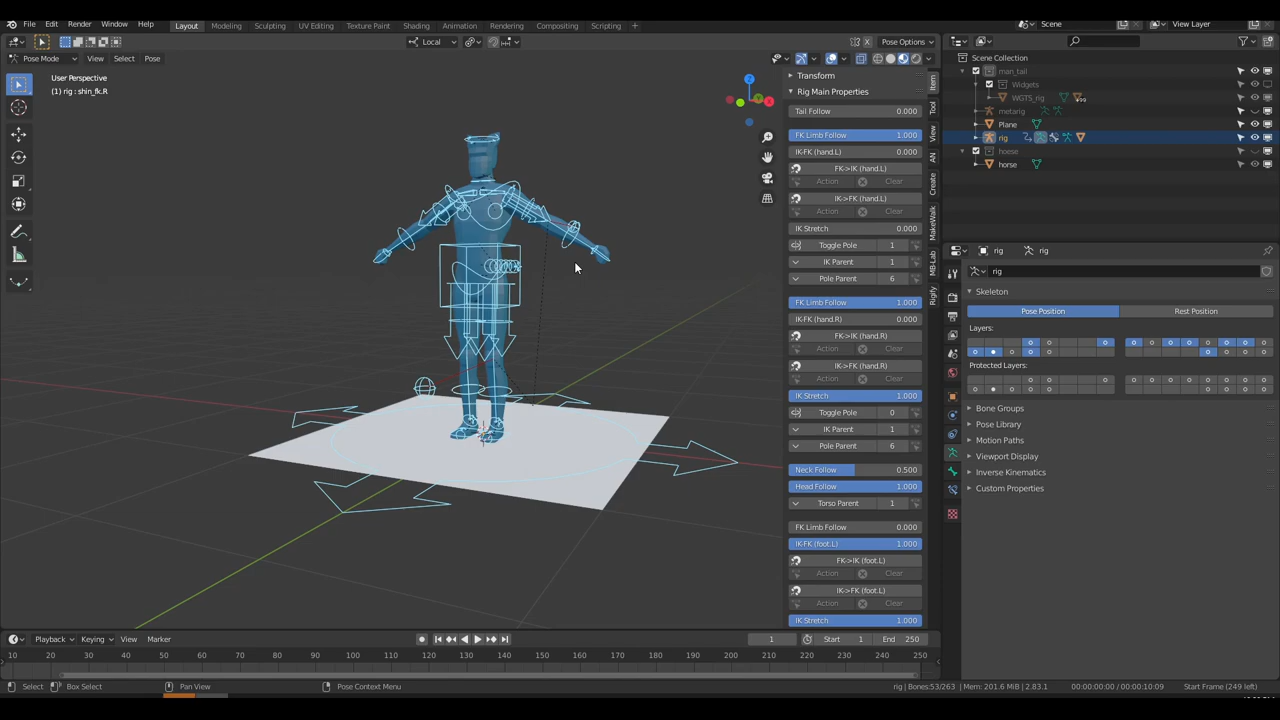 File Edit Render Window Help
Layout Modeling Sculpting UV Editing Texture Paint Shading Animation Rendering Compositing Scripting +
Scene
View Layer
Local
Pose Options
Pose Mode View Select Pose
User Perspective
(1) rig : shin_fk.R
Transform
Rig Main Properties
Tail Follow 0.000
FK Limb Follow 1.000
IK-FK (hand.L) 0.000
FK->IK (hand.L)
Action Clear
IK->FK (hand.L)
Action Clear
IK Stretch 0.000
Toggle Pole 1
IK Parent 1
Pole Parent 6
FK Limb Follow 1.000
IK-FK (hand.R) 0.000
FK->IK (hand.R)
Action Clear
IK->FK (hand.R)
Action Clear
IK Stretch 1.000
Toggle Pole 0
IK Parent 1
Pole Parent 6
Neck Follow 0.500
Head Follow 1.000
Torso Parent 1
FK Limb Follow 0.000
IK-FK (foot.L) 1.000
FK->IK (foot.L)
Action Clear
IK->FK (foot.L)
Action Clear
IK Stretch 1.000
Item
Tool
View
AN
Create
MakeWalk
MB-Lab
Rigify
Scene Collection
man_tail
Widgets
WGTS_rig
metarig
Plane
rig
hoese
horse
rig rig
rig
Skeleton
Pose Position Rest Position
Layers:
Protected Layers:
Bone Groups
Pose Library
Motion Paths
Viewport Display
Inverse Kinematics
Custom Properties
Playback Keying View Marker
1 Start 1 End 250
10 20 30 40 50 60 70 80 90 100 110 120 130 140 150 160 170 180 190 200 210 220 230 240 250
Select Box Select Pan View Pose Context Menu
rig | Bones:53/263 | Mem: 201.6 MiB | 2.83.1 00:00:00:00 / 00:00:10:09 Start Frame (249 left)